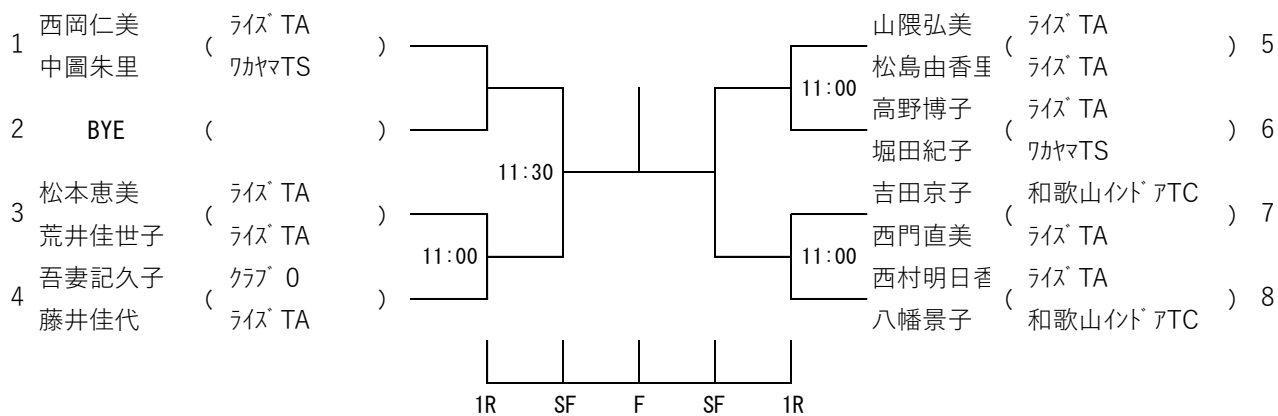 1 西岡仁美 ( ﾗｲｽﾞTA )
中圖朱里 ﾜｶﾔﾏTS
2 BYE ( )
11:30
3 松本恵美 ( ﾗｲｽﾞTA )
荒井佳世子 ﾗｲｽﾞTA
11:00
4 吾妻記久子 ( ｸﾗﾌﾞ0 )
藤井佳代 ﾗｲｽﾞTA
山隈弘美 ( ﾗｲｽﾞTA ) 5
松島由香里 ﾗｲｽﾞTA
11:00
高野博子 ( ﾗｲｽﾞTA ) 6
堀田紀子 ﾜｶﾔﾏTS
吉田京子 ( 和歌山ｲﾝﾄﾞｱTC ) 7
西門直美 ﾗｲｽﾞTA
11:00
西村明日香 ( ﾗｲｽﾞTA ) 8
八幡景子 和歌山ｲﾝﾄﾞｱTC
1R SF F SF 1R